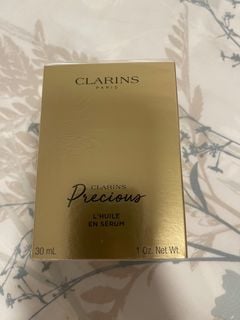 CLARINS
PARIS
CLARINS
Precious
L'HUILE
EN SÉRUM
30 mL 1 Oz. Net Wt.